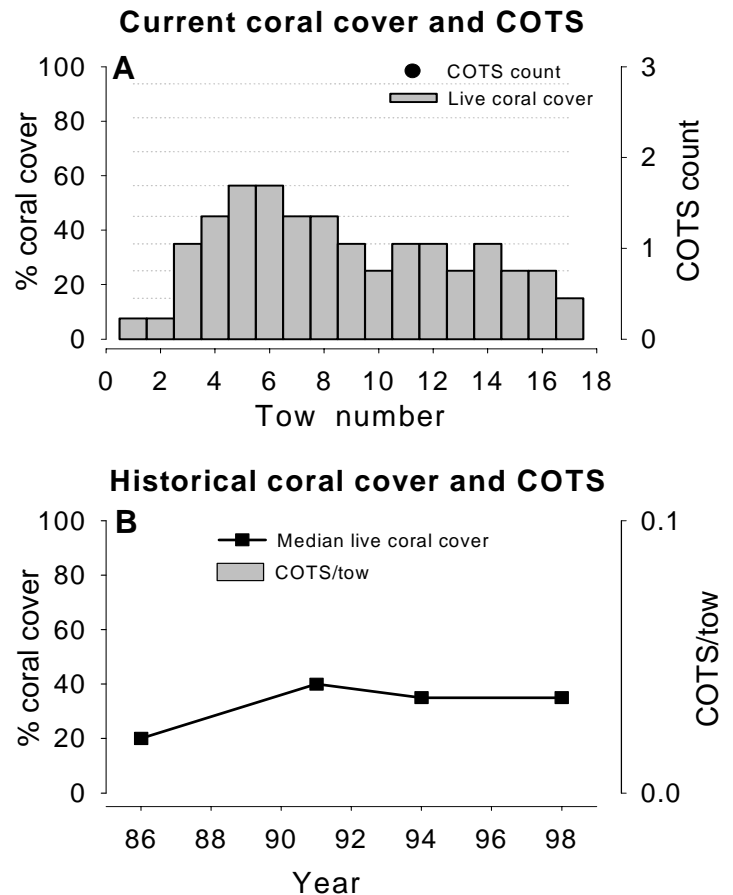 Current coral cover and COTS
A
COTS count
Live coral cover
100
80
60
40
20
0
% coral cover
3
2
1
0
COTS count
0 2 4 6 8 10 12 14 16 18
Tow number
Historical coral cover and COTS
B
Median live coral cover
COTS/tow
100
80
60
40
20
0
% coral cover
0.1
0.0
COTS/tow
86 88 90 92 94 96 98
Year